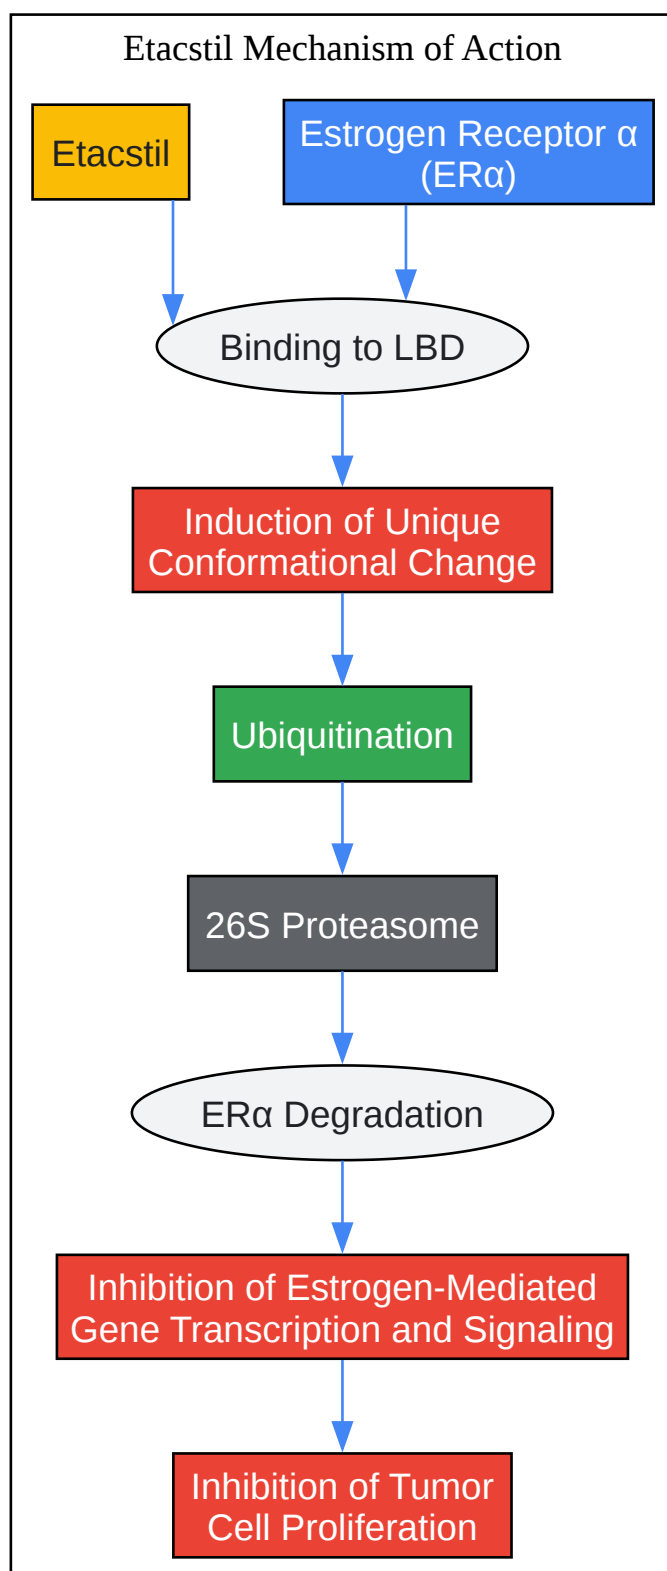 Etacstil Mechanism of Action
Etacstil
Estrogen Receptor α
(ERα)
Binding to LBD
Induction of Unique
Conformational Change
Ubiquitination
26S Proteasome
ERα Degradation
Inhibition of Estrogen-Mediated
Gene Transcription and Signaling
Inhibition of Tumor
Cell Proliferation